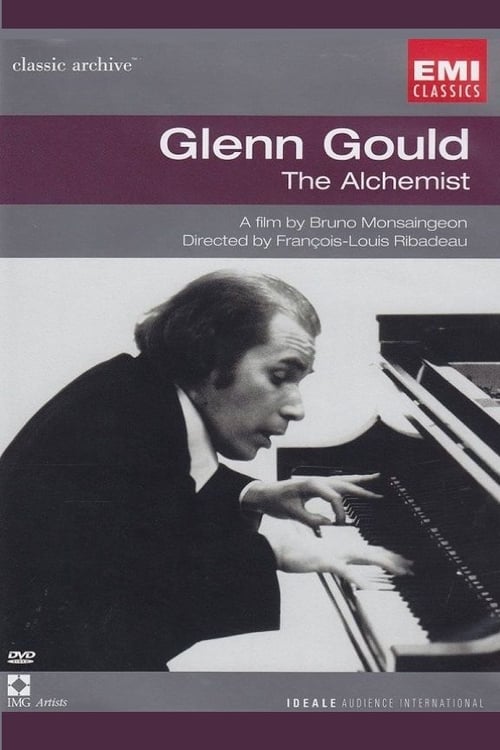 classic archive™
EMI
CLASSICS
Glenn Gould
The Alchemist
A film by Bruno Monsaingeon
Directed by François-Louis Ribadeau
DVD
VIDEO
IMG Artists
IDEALE AUDIENCE INTERNATIONAL